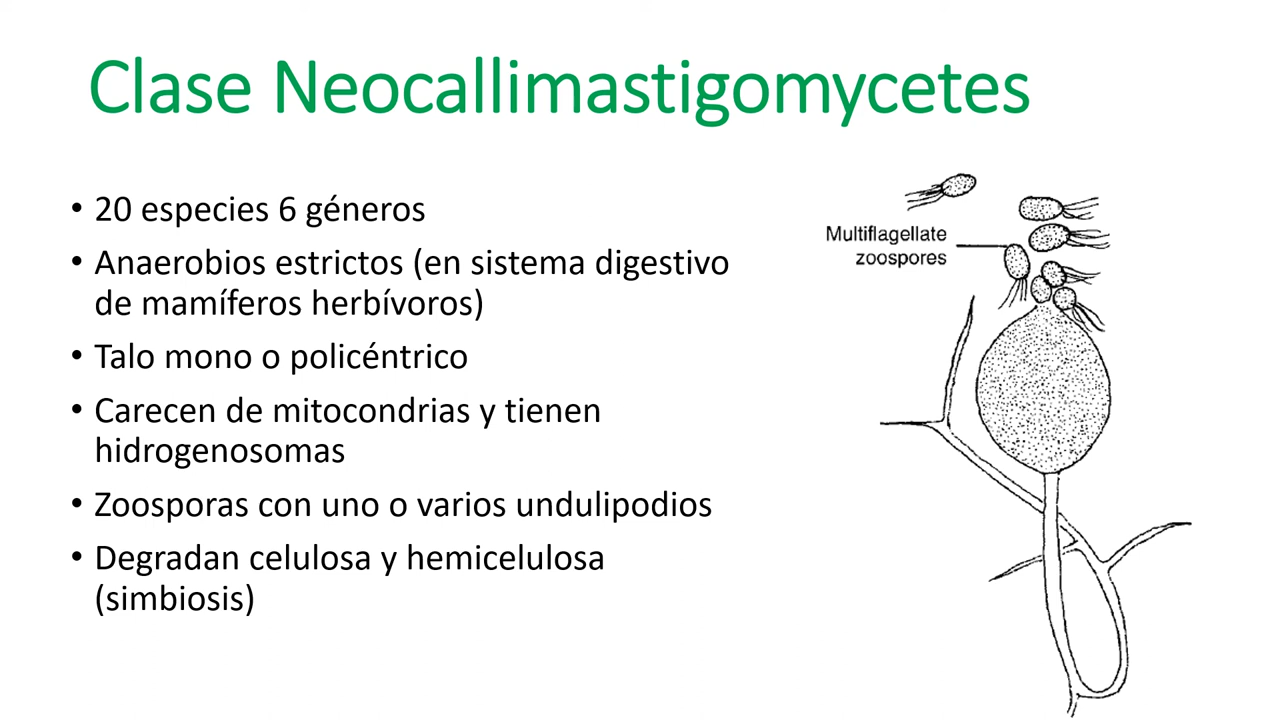 Clase Neocallimastigomycetes
• 20 especies 6 géneros
• Anaerobios estrictos (en sistema digestivo
de mamíferos herbívoros)
• Talo mono o policéntrico
• Carecen de mitocondrias y tienen
hidrogenosomas
• Zoosporas con uno o varios undulipodios
• Degradan celulosa y hemicelulosa
(simbiosis)
Multiflagellate
zoospores